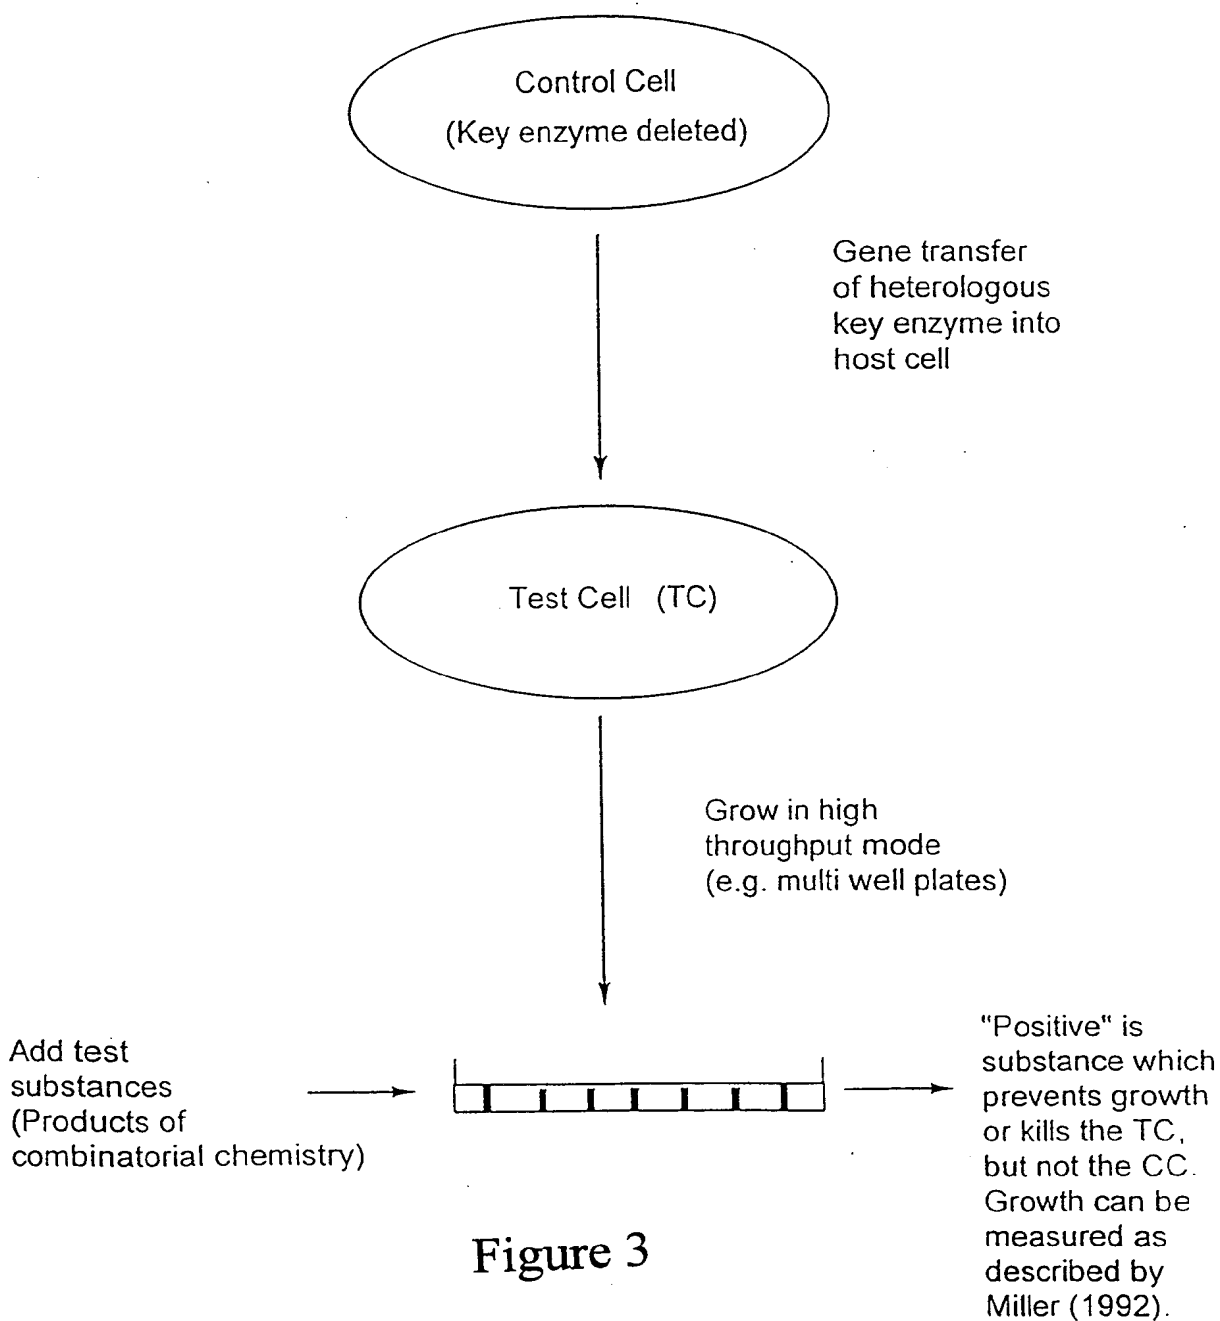 Control Cell
(Key enzyme deleted)
Gene transfer
of heterologous
key enzyme into
host cell
Test Cell (TC)
Grow in high
throughput mode
(e.g. multi well plates)
Add test
substances
(Products of
combinatorial chemistry)
"Positive" is
substance which
prevents growth
or kills the TC,
but not the CC.
Growth can be
measured as
described by
Miller (1992).
Figure 3